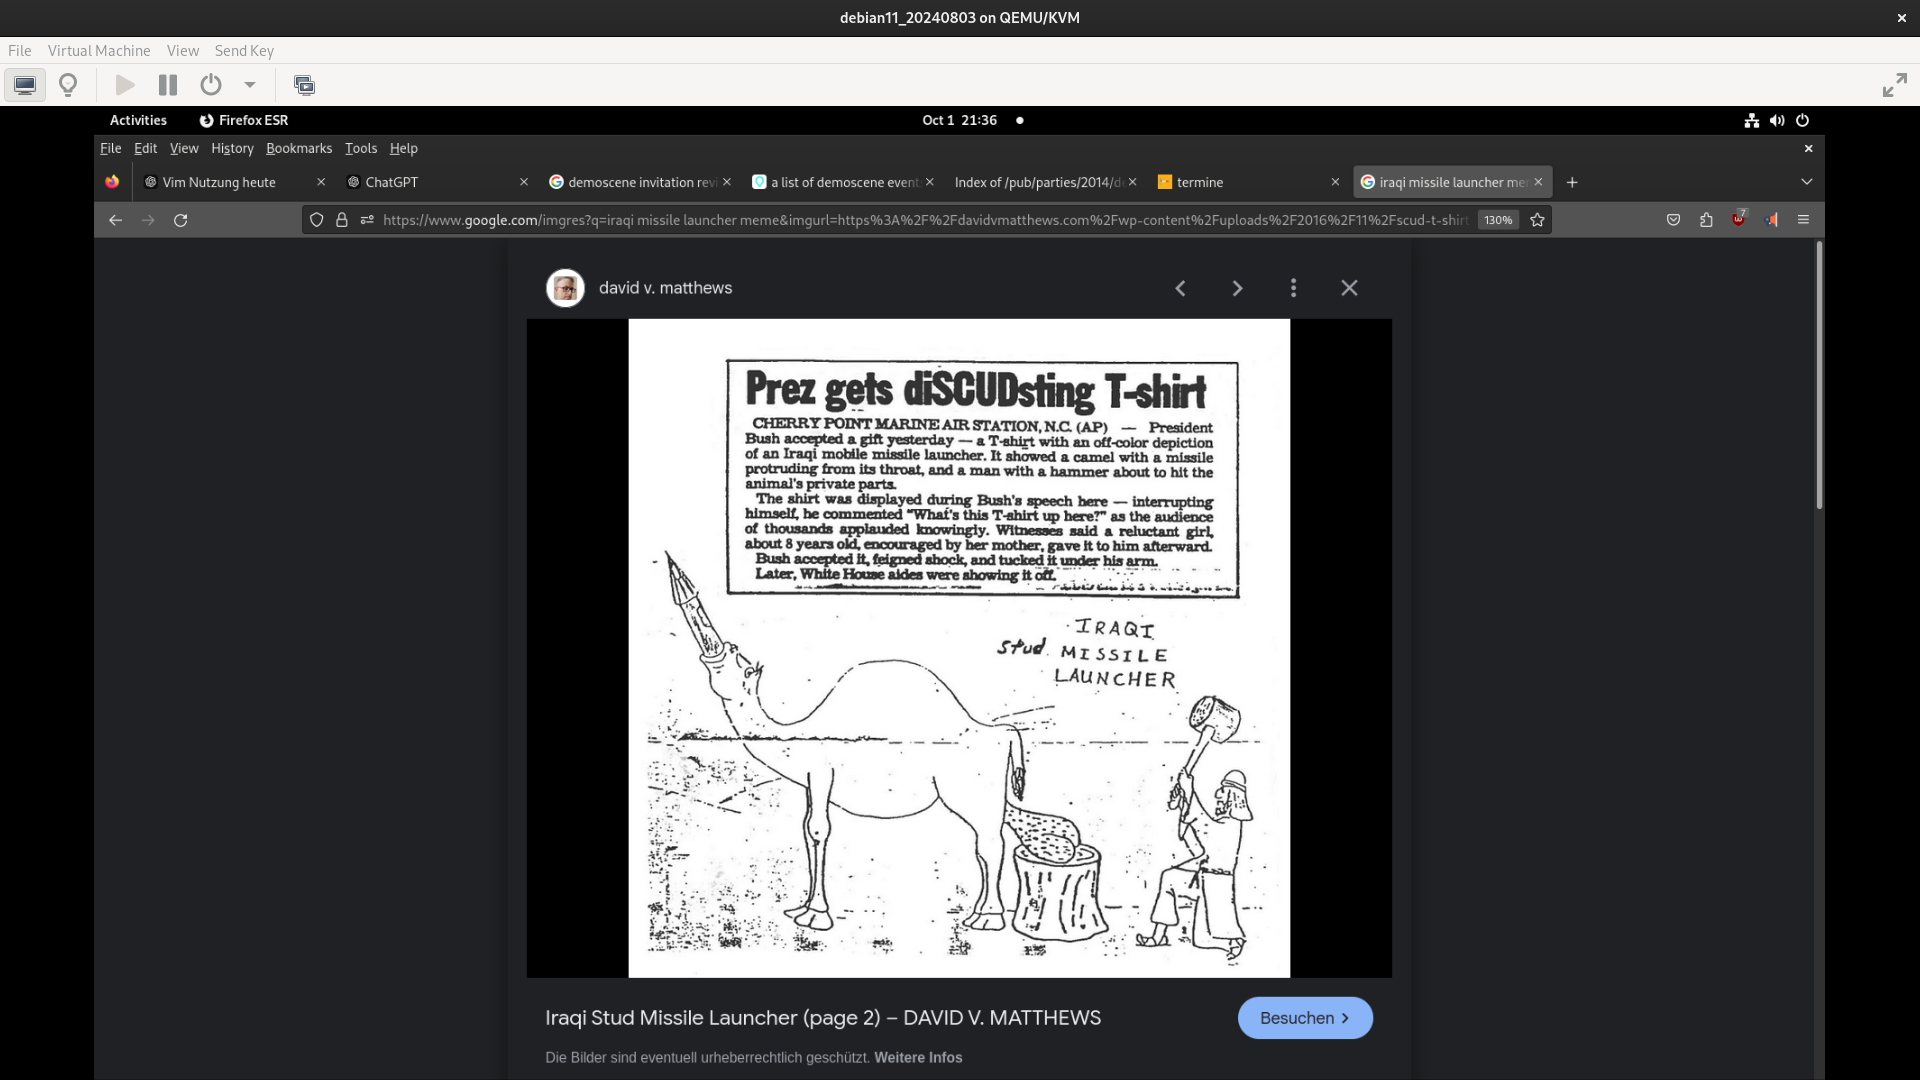 debian11_20240803 on QEMU/KVM
File Virtual Machine View Send Key
Activities Firefox ESR Oct 1 21:36
File Edit View History Bookmarks Tools Help
Vim Nutzung heute ChatGPT demoscene invitation rev a list of demoscene event Index of /pub/parties/2014/d termine iraqi missile launcher me
https://www.google.com/imgres?q=iraqi missile launcher meme&imgurl=https%3A%2F%2Fdavidvmatthews.com%2Fwp-content%2Fuploads%2F2016%2F11%2Fscud-t-shirt 130% 7
david v. matthews
Prez gets diSCUDsting T-shirt
CHERRY POINT MARINE AIR STATION, N.C. (AP) — President
Bush accepted a gift yesterday — a T-shirt with an off-color depiction
of an Iraqi mobile missile launcher. It showed a camel with a missile
protruding from its throat, and a man with a hammer about to hit the
animal's private parts.
The shirt was displayed during Bush's speech here — interrupting
himself, he commented "What's this T-shirt up here?" as the audience
of thousands applauded knowingly. Witnesses said a reluctant girl,
about 8 years old, encouraged by her mother, gave it to him afterward.
Bush accepted it, feigned shock, and tucked it under his arm.
Later, White House aides were showing it off.
IRAQI
Stud MISSILE
LAUNCHER
Iraqi Stud Missile Launcher (page 2) – DAVID V. MATTHEWS
Besuchen
Die Bilder sind eventuell urheberrechtlich geschützt. Weitere Infos